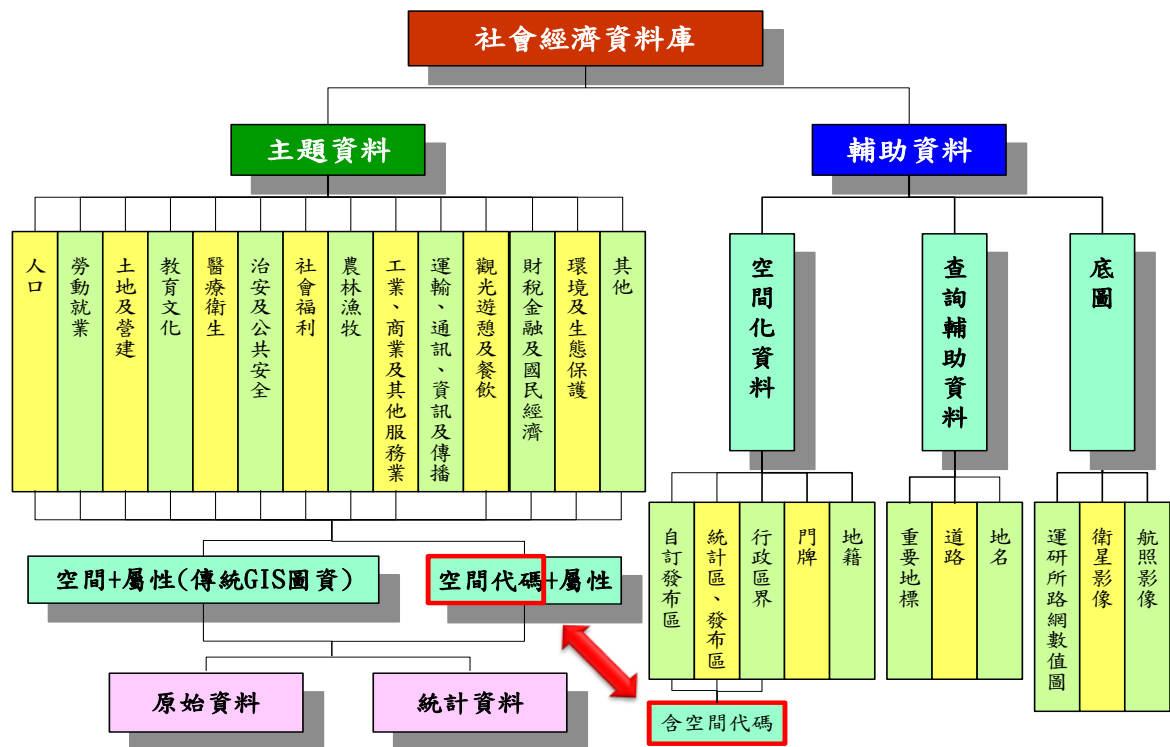 社會經濟資料庫
主題資料
輔助資料
人口
勞動就業
土地及營建
教育文化
醫療衛生
治安及公共安全
社會福利
農林漁牧
工業、商業及其他服務業
運輸、通訊、資訊及傳播
觀光遊憩及餐飲
財稅金融及國民經濟
環境及生態保護
其他
空間化資料
查詢輔助資料
底圖
自訂發布區
統計區、發布區
行政區界
門牌
地籍
重要地標
道路
地名
運研所路網數值圖
衛星影像
航照影像
空間+屬性(傳統GIS圖資)
空間代碼+屬性
原始資料
統計資料
含空間代碼